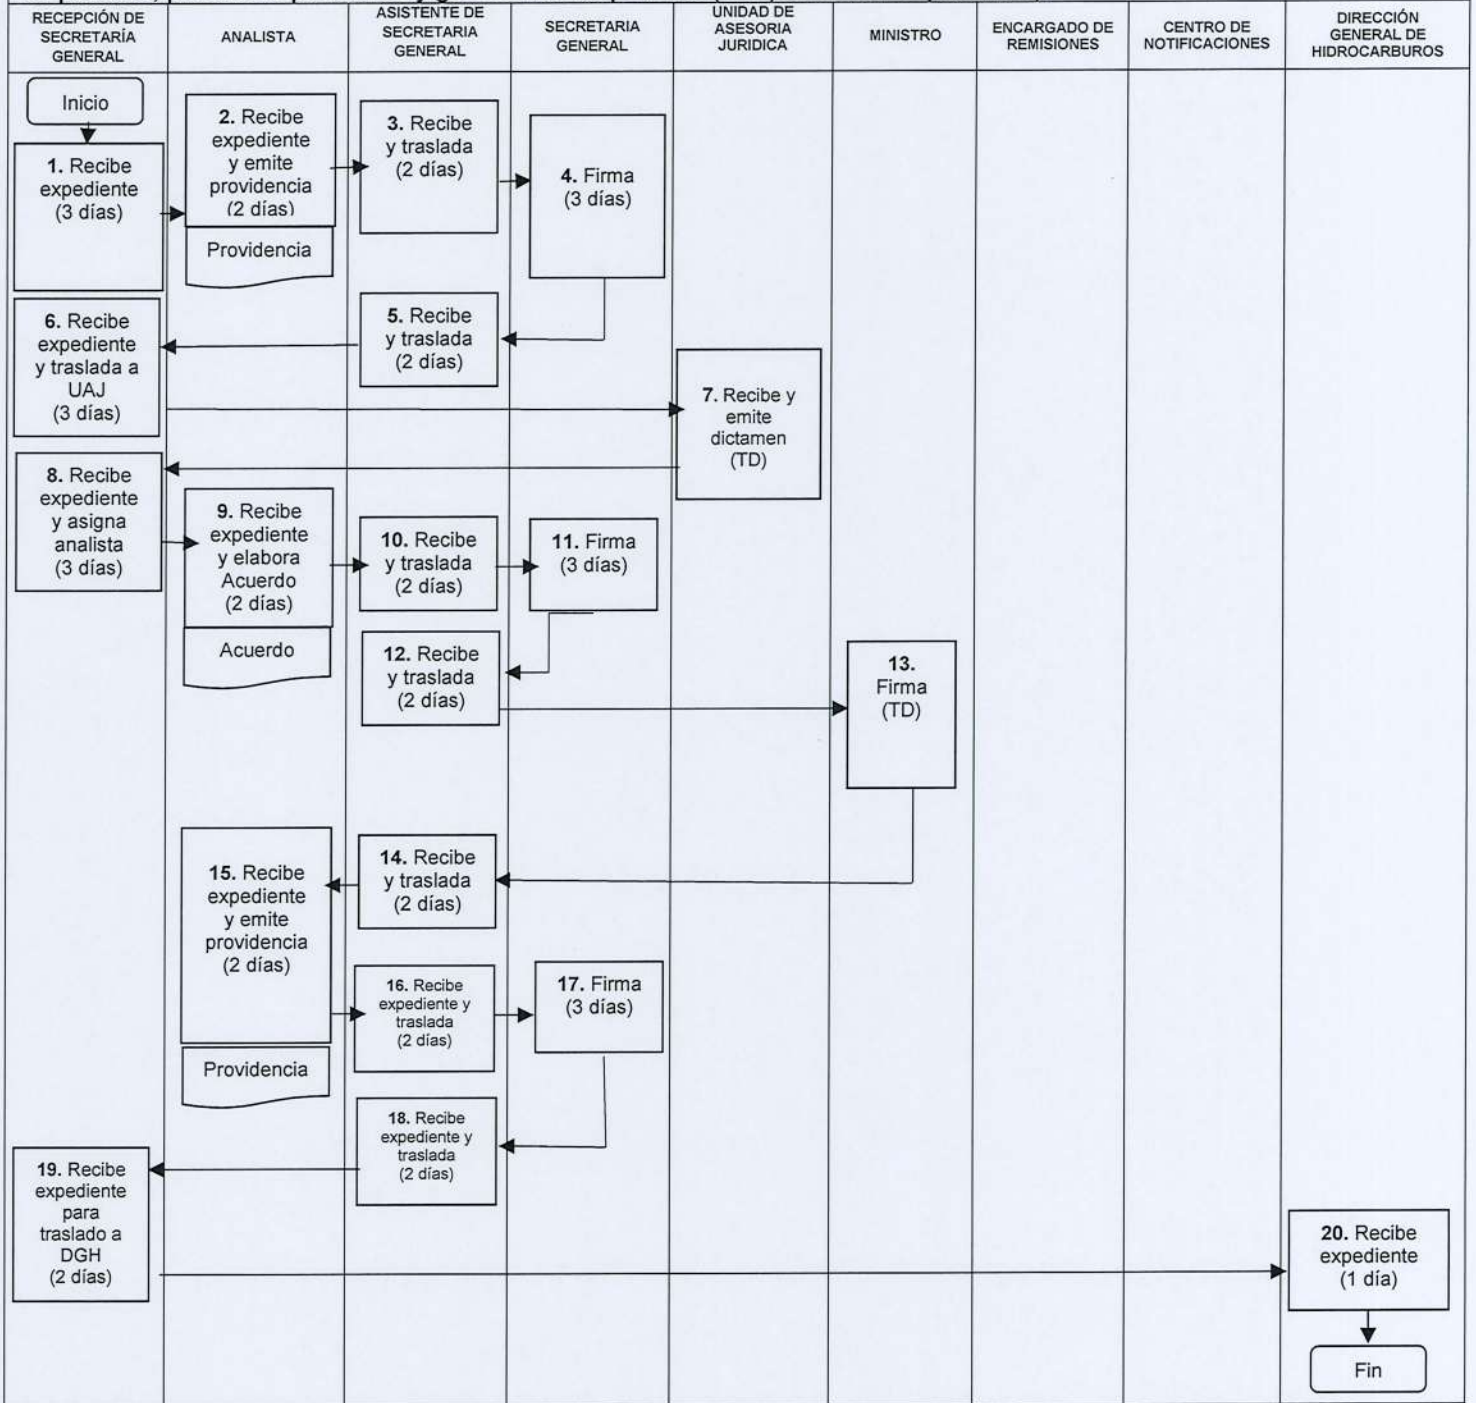 RECEPCIÓN DE
SECRETARÍA
GENERAL
ANALISTA
ASISTENTE DE
SECRETARIA
GENERAL
SECRETARIA
GENERAL
UNIDAD DE
ASESORIA
JURIDICA
MINISTRO
ENCARGADO DE
REMISIONES
CENTRO DE
NOTIFICACIONES
DIRECCIÓN
GENERAL DE
HIDROCARBUROS
Inicio
1. Recibe
expediente
(3 días)
2. Recibe
expediente
y emite
providencia
(2 días)
Providencia
3. Recibe
y traslada
(2 días)
4. Firma
(3 días)
5. Recibe
y traslada
(2 días)
6. Recibe
expediente
y traslada a
UAJ
(3 días)
7. Recibe y
emite
dictamen
(TD)
8. Recibe
expediente
y asigna
analista
(3 días)
9. Recibe
expediente
y elabora
Acuerdo
(2 días)
Acuerdo
10. Recibe
y traslada
(2 días)
11. Firma
(3 días)
12. Recibe
y traslada
(2 días)
13.
Firma
(TD)
14. Recibe
y traslada
(2 días)
15. Recibe
expediente
y emite
providencia
(2 días)
Providencia
16. Recibe
expediente y
traslada
(2 días)
17. Firma
(3 días)
18. Recibe
expediente y
traslada
(2 días)
19. Recibe
expediente
para
traslado a
DGH
(2 días)
20. Recibe
expediente
(1 día)
Fin